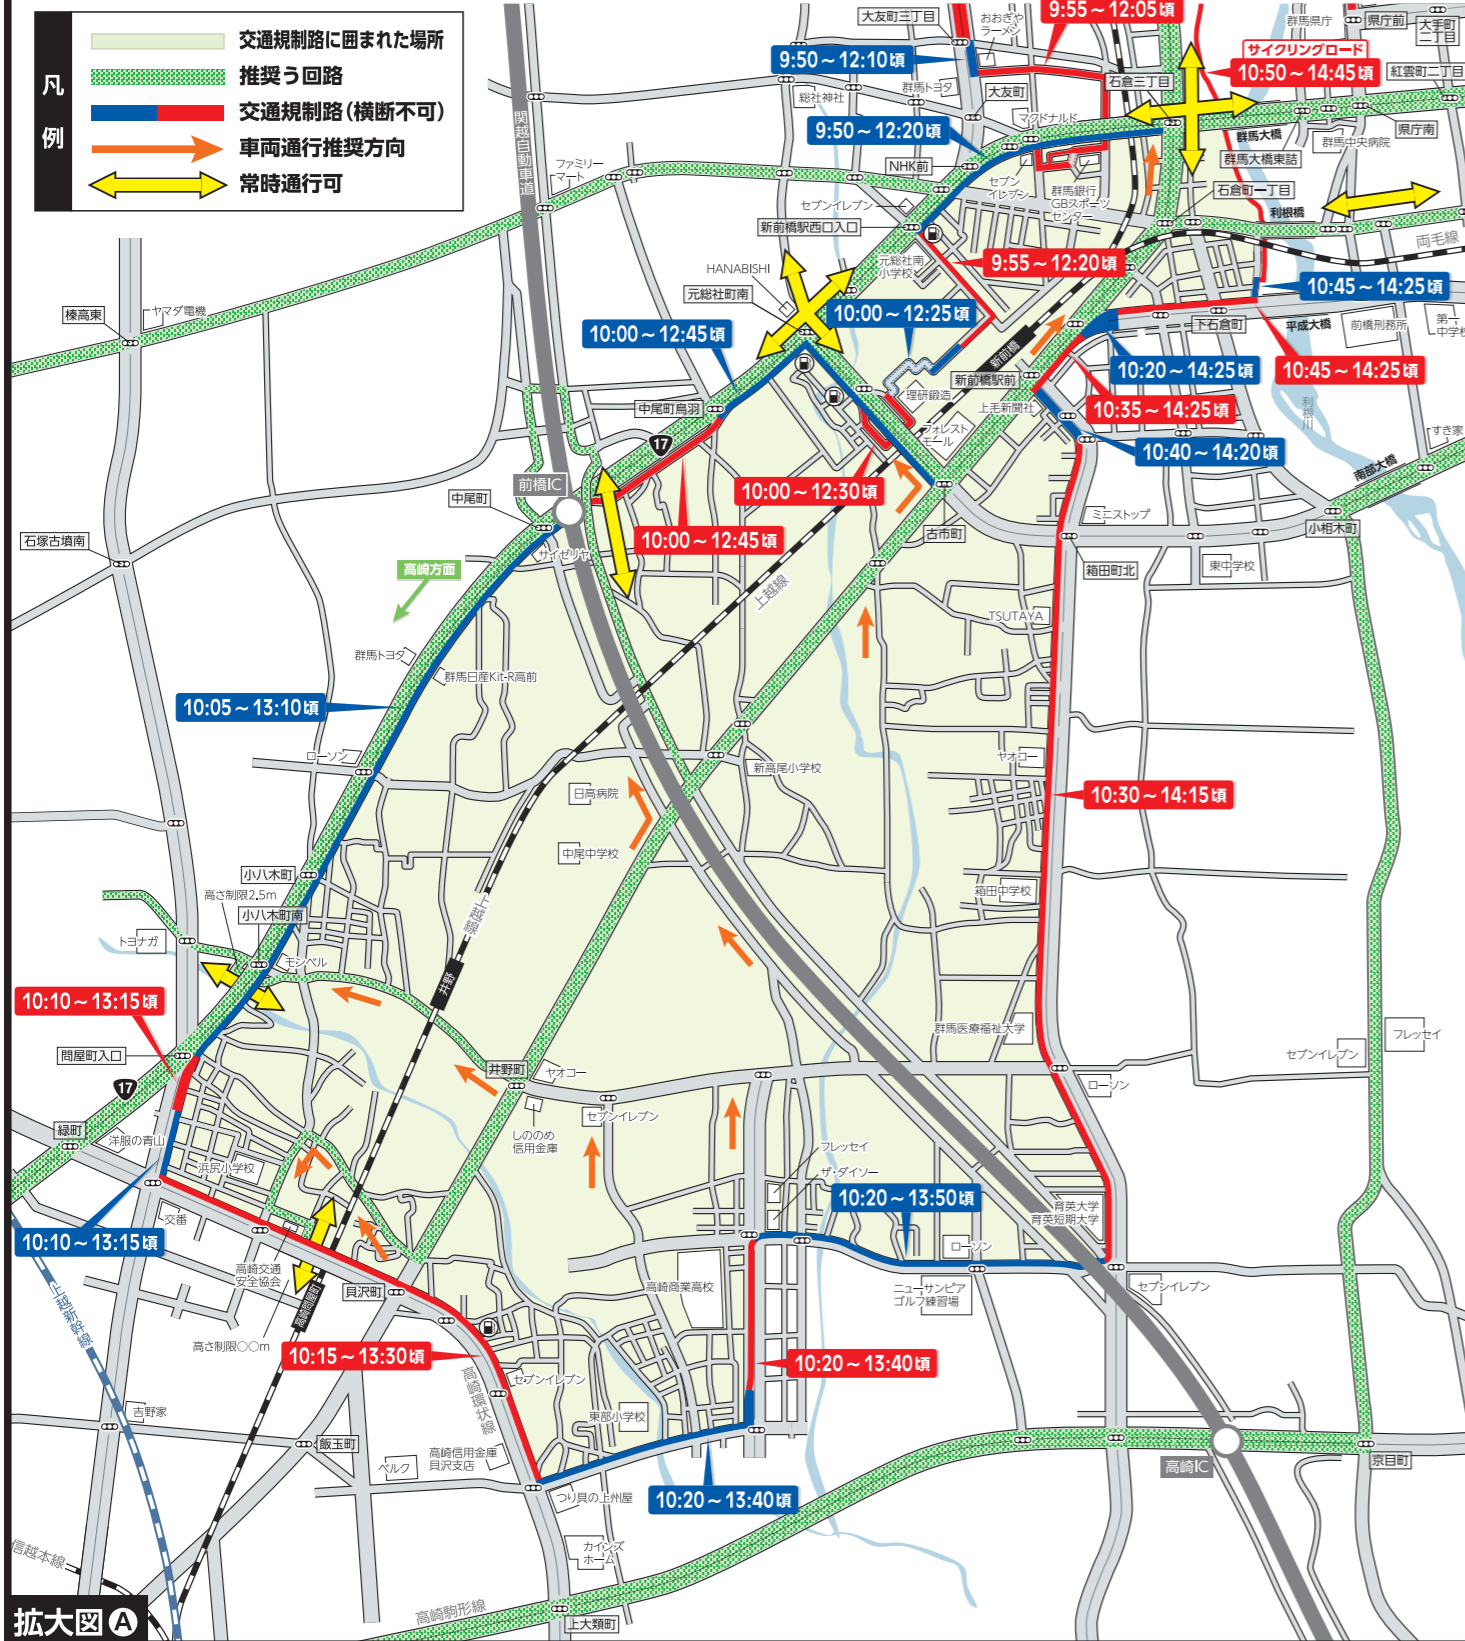 凡例
交通規制路に囲まれた場所
推奨う回路
交通規制路(横断不可)
車両通行推奨方向
常時通行可
大友町三丁目
おおぎや
ラーメン
9:55～12:05頃
群馬県庁
県庁前
大手町
二丁目
サイクリングロード
10:50～14:45頃
紅雲町二丁目
9:50～12:10頃
石倉三丁目
群馬トヨタ
総社神社
大友町
関越自動車道
マクドナルド
9:50～12:20頃
群馬大橋
県庁南
群馬中央病院
群馬大橋東詰
NHK前
ファミリー
マート
セブン
イレブン
群馬銀行
GBスポーツ
センター
石倉町一丁目
利根橋
セブンイレブン
新前橋駅西口入口
両毛線
元総社南
小学校
9:55～12:20頃
HANABISHI
元総社町南
10:45～14:25頃
ヤマダ電機
榛高東
10:00～12:25頃
10:00～12:45頃
下石倉町
平成大橋
前橋刑務所
第一
中学校
新前橋
新前橋駅前
10:20～14:25頃
10:45～14:25頃
理研鍛造
上毛新聞社
10:35～14:25頃
利根川
中尾町鳥羽
フォレスト
モール
すき家
17
10:40～14:20頃
南部大橋
前橋IC
10:00～12:30頃
中尾町
ミニストップ
小相木町
石塚古墳南
10:00～12:45頃
古市町
サイゼリヤ
箱田町北
東中学校
高崎方面
上越線
TSUTAYA
群馬トヨタ
群馬日産Kit-R高前
10:05～13:10頃
ローソン
新高尾小学校
ヤオコー
日高病院
10:30～14:15頃
中尾中学校
小八木町
高さ制限2.5m
箱田中学校
小八木町南
上越線
トヨナガ
モンベル
井野
10:10～13:15頃
群馬医療福祉大学
フレッセイ
問屋町入口
セブンイレブン
井野町
ヤオコー
17
ローソン
緑町
洋服の青山
しののめ
信用金庫
セブンイレブン
フレッセイ
浜尻小学校
ザ・ダイソー
10:20～13:50頃
交番
育英大学
育英短期大学
10:10～13:15頃
ローソン
高崎交通
安全協会
貝沢町
高崎商業高校
ニューサンピア
ゴルフ練習場
セブンイレブン
上越新幹線
高崎問屋町
高さ制限○○m
10:15～13:30頃
10:20～13:40頃
高崎環状線
セブンイレブン
吉野家
東部小学校
飯玉町
高崎信用金庫
貝沢支店
ベルク
高崎IC
京目町
つり具の上州屋
10:20～13:40頃
信越本線
カインズ
ホーム
高崎駒形線
上大類町
拡大図A